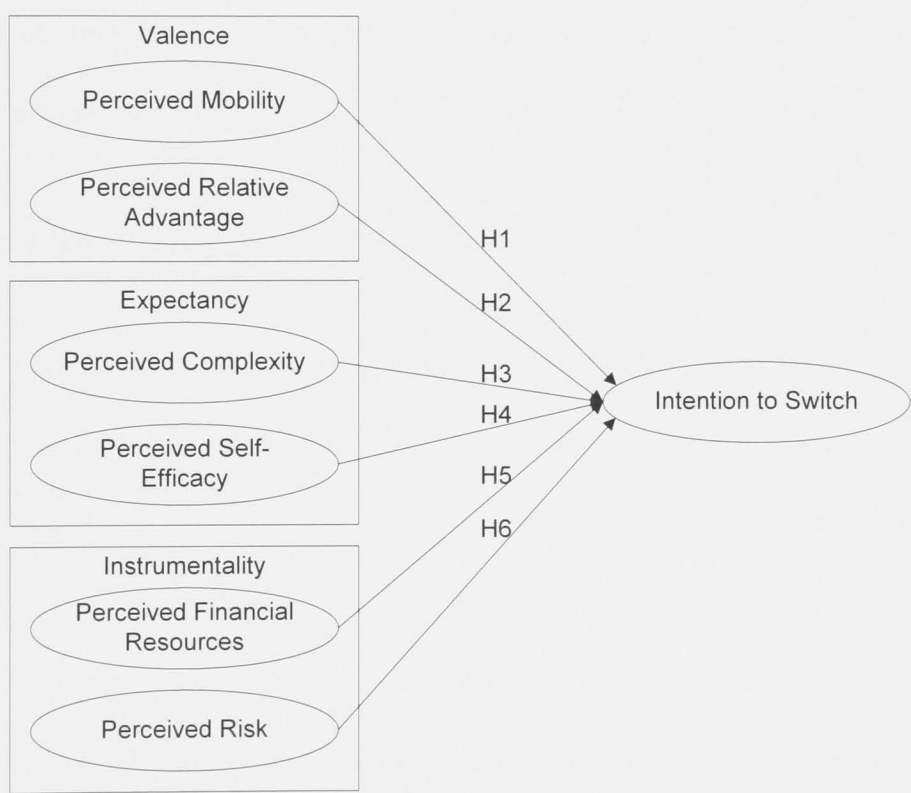 Valence
Perceived Mobility
Perceived Relative
Advantage
H1
H2
Expectancy
Perceived Complexity
H3
Intention to Switch
H4
Perceived Self-
Efficacy
H5
H6
Instrumentality
Perceived Financial
Resources
Perceived Risk